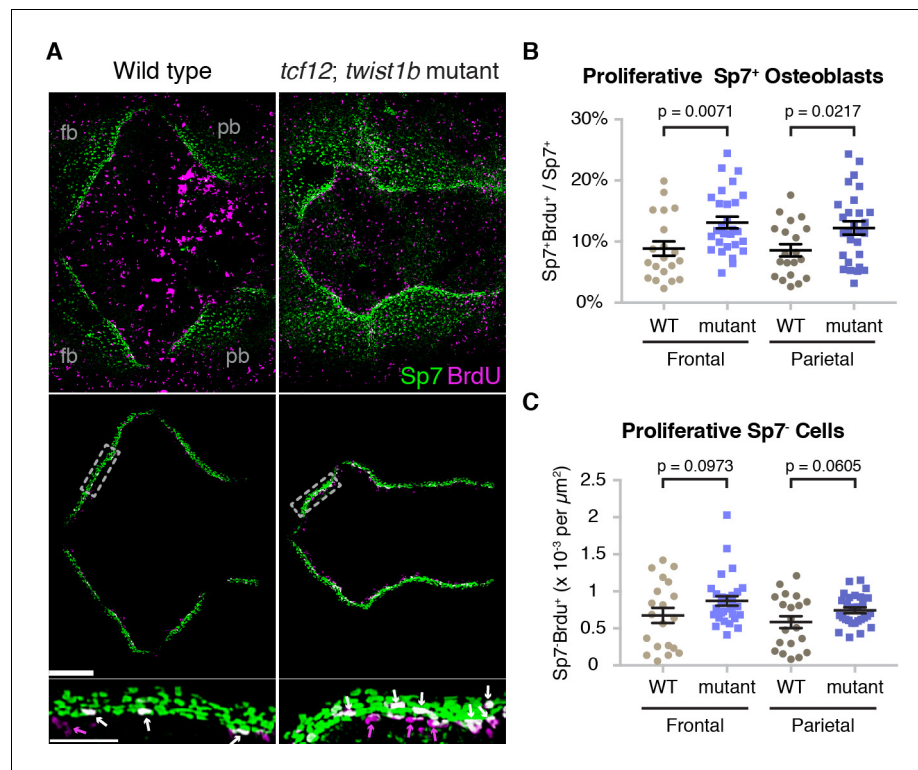 A
Wild type
tcf12; twist1b mutant
fb
pb
fb
pb
Sp7 BrdU
B
Proliferative Sp7⁺ Osteoblasts
p = 0.0071
p = 0.0217
30%
20%
10%
0%
Sp7⁺Brdu⁺ / Sp7⁺
WT
mutant
WT
mutant
Frontal
Parietal
C
Proliferative Sp7⁻ Cells
p = 0.0973
p = 0.0605
2.5
2
1.5
1
0.5
0
Sp7⁻Brdu⁺ (x 10⁻³ per µm²)
WT
mutant
WT
mutant
Frontal
Parietal